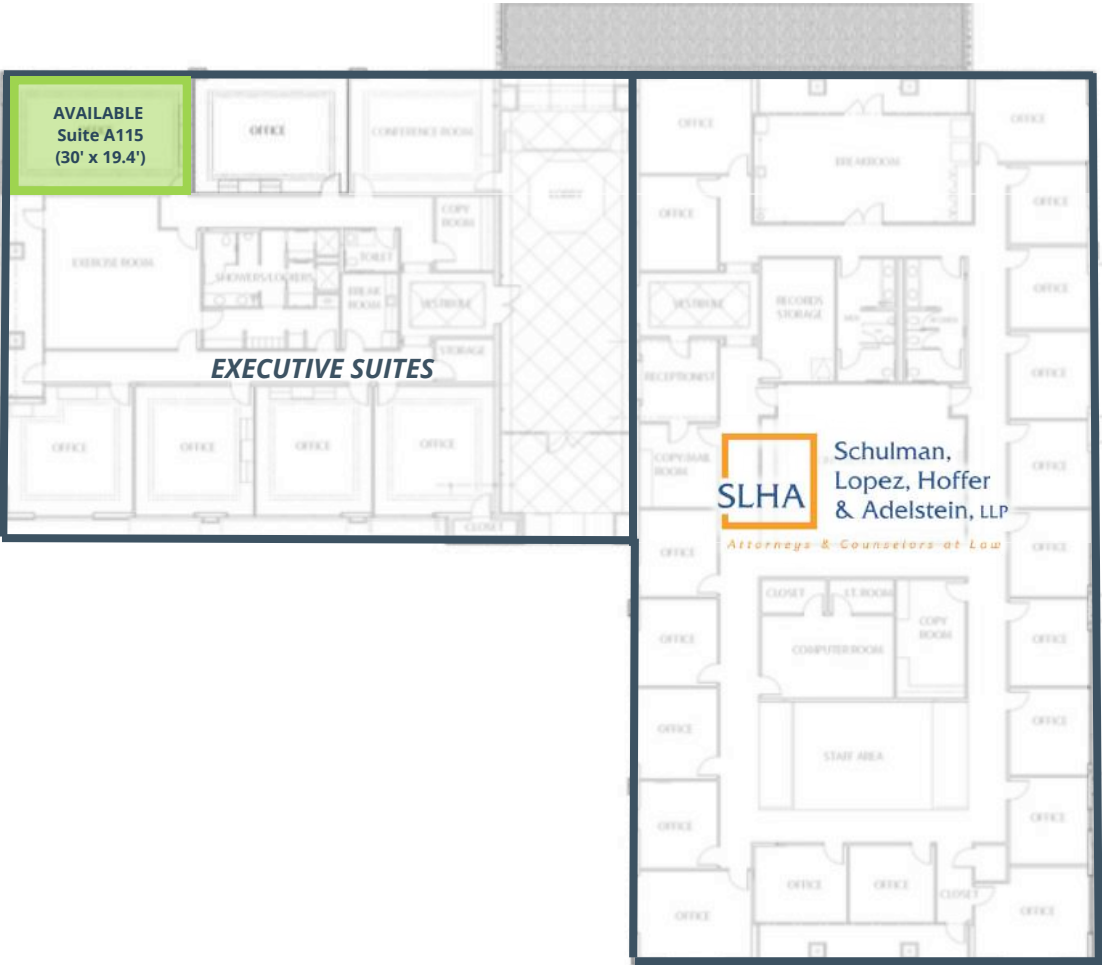 AVAILABLE
Suite A115
(30' x 19.4')
OFFICE
CONFERENCE ROOM
LOBBY
COPY
ROOM
EXERCISE ROOM
SHOWERS/LOCKERS
TOILET
BREAK
ROOM
VESTIBULE
STORAGE
EXECUTIVE SUITES
OFFICE
OFFICE
OFFICE
OFFICE
CLOSET
OFFICE
BREAKROOM
OFFICE
OFFICE
OFFICE
VESTIBULE
RECORDS
STORAGE
MEN
WOMEN
OFFICE
RECEPTIONIST
OFFICE
COPY/MAIL
ROOM
OFFICE
SLHA
Schulman,
Lopez, Hoffer
& Adelstein, LLP
Attorneys & Counselors at Law
OFFICE
OFFICE
CLOSET
I.T. ROOM
COPY
ROOM
OFFICE
COMPUTER ROOM
OFFICE
OFFICE
STAFF AREA
OFFICE
OFFICE
OFFICE
OFFICE
OFFICE
CLOSET
OFFICE
OFFICE